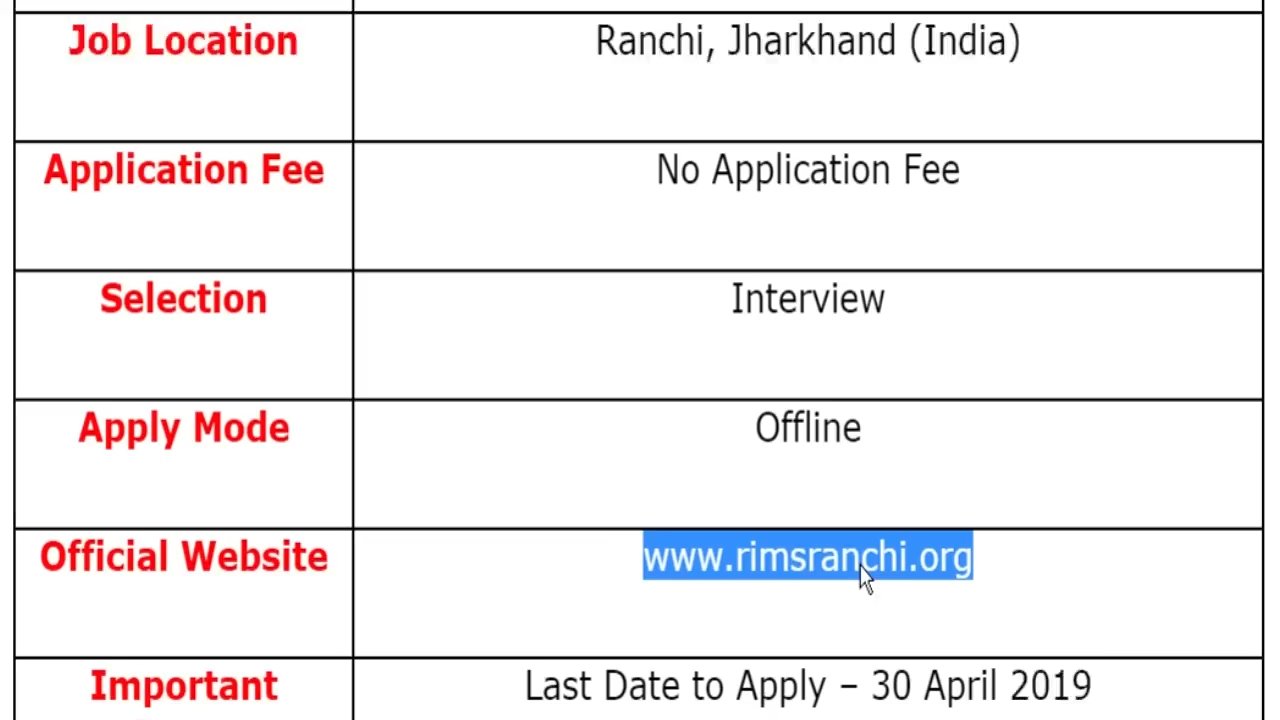 Job Location Ranchi, Jharkhand (India)
Application Fee No Application Fee
Selection Interview
Apply Mode Offline
Official Website www.rimsranchi.org
Important Last Date to Apply – 30 April 2019